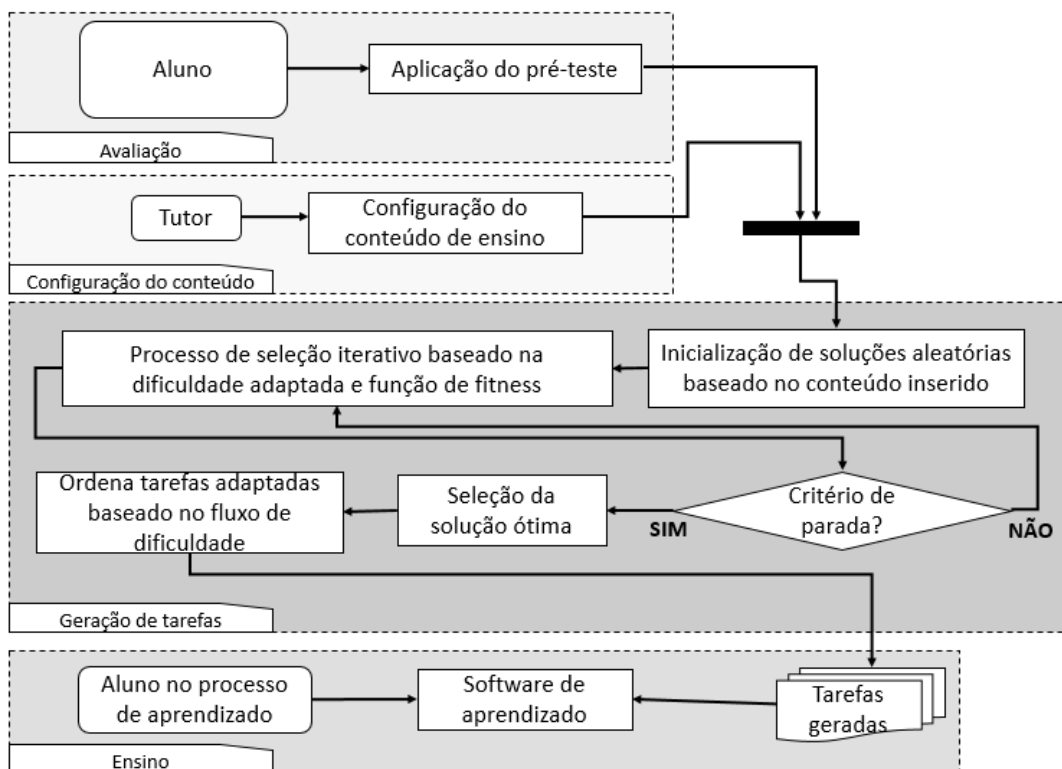 Aluno
Aplicação do pré-teste
Avaliação
Tutor
Configuração do
conteúdo de ensino
Configuração do conteúdo
Processo de seleção iterativo baseado na
dificuldade adaptada e função de fitness
Inicialização de soluções aleatórias
baseado no conteúdo inserido
Ordena tarefas adaptadas
baseado no fluxo de
dificuldade
Seleção da
solução ótima
SIM
Critério de
parada?
NÃO
Geração de tarefas
Aluno no processo
de aprendizado
Software de
aprendizado
Tarefas
geradas
Ensino